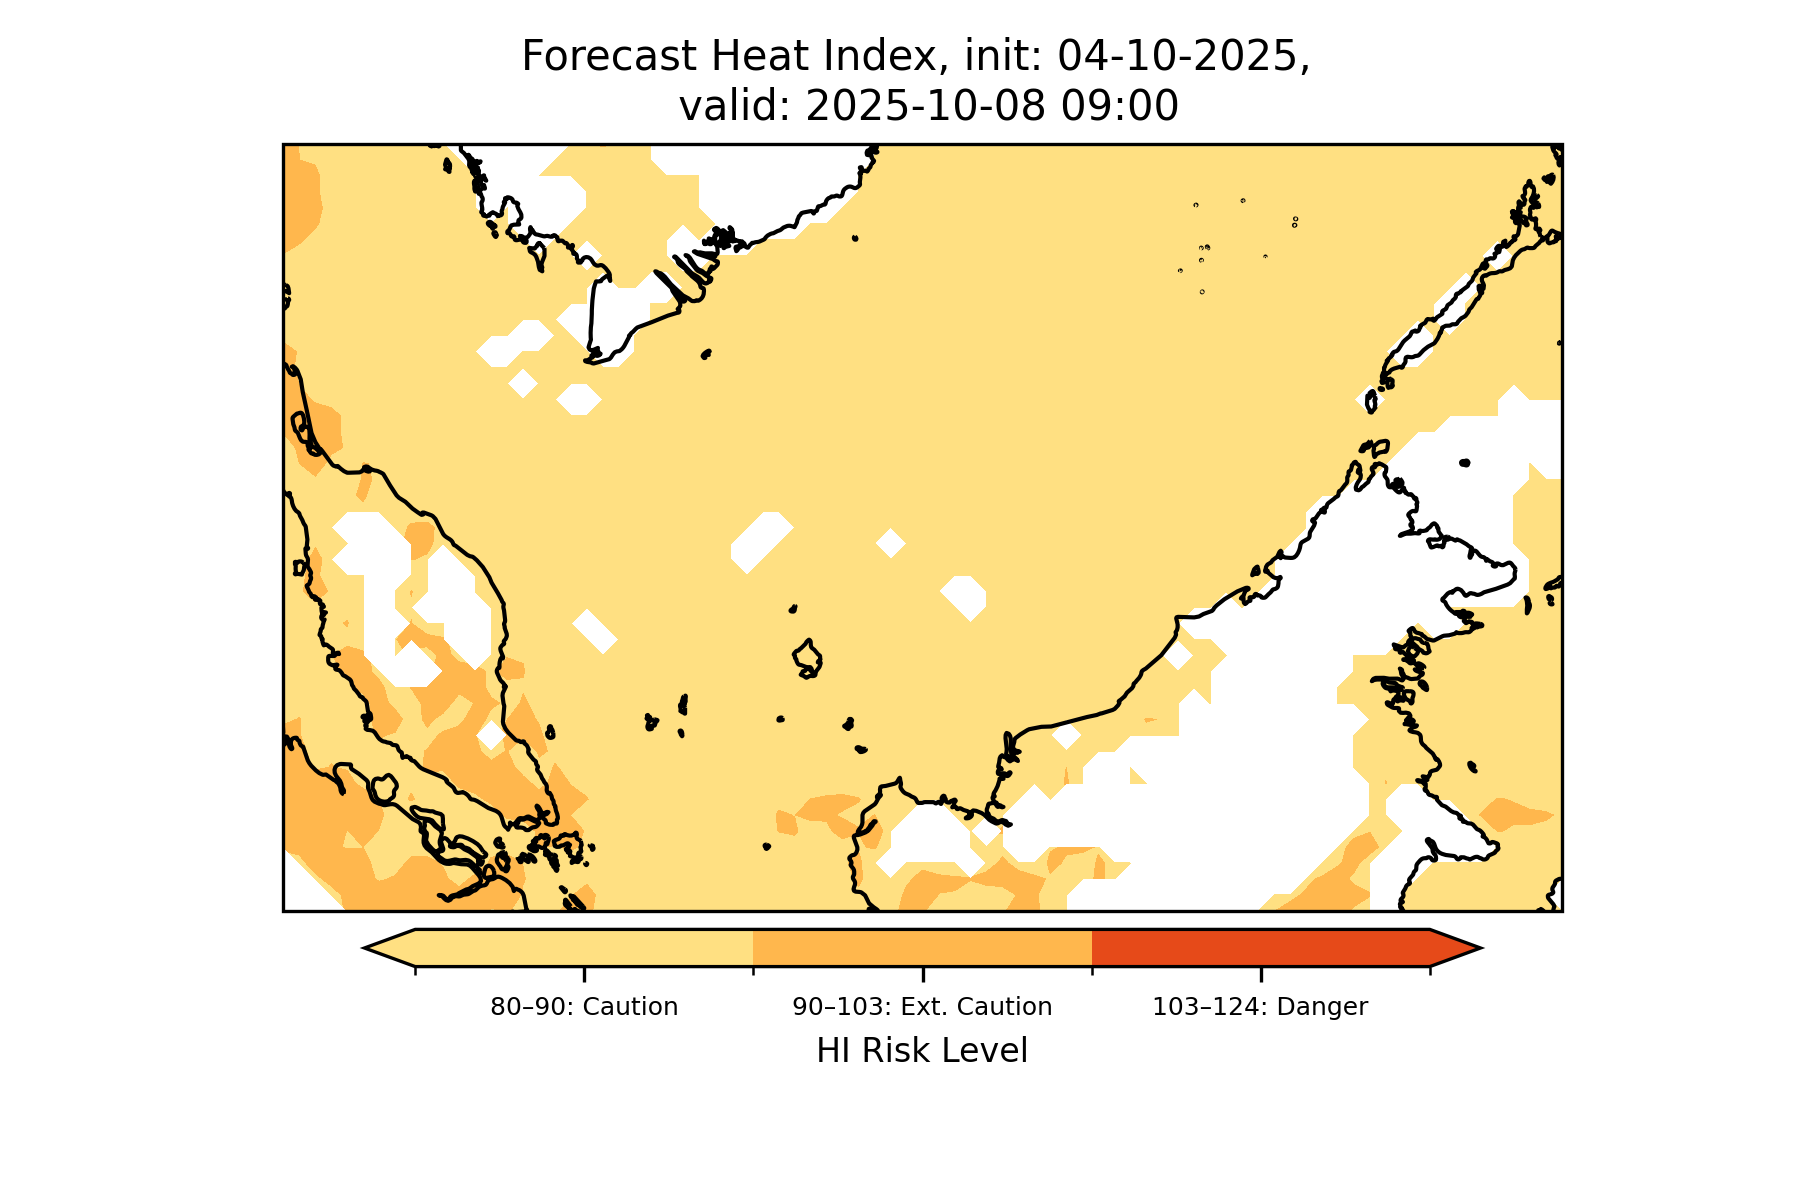 Forecast Heat Index, init: 04-10-2025,
valid: 2025-10-08 09:00
80–90: Caution
90–103: Ext. Caution
103–124: Danger
HI Risk Level